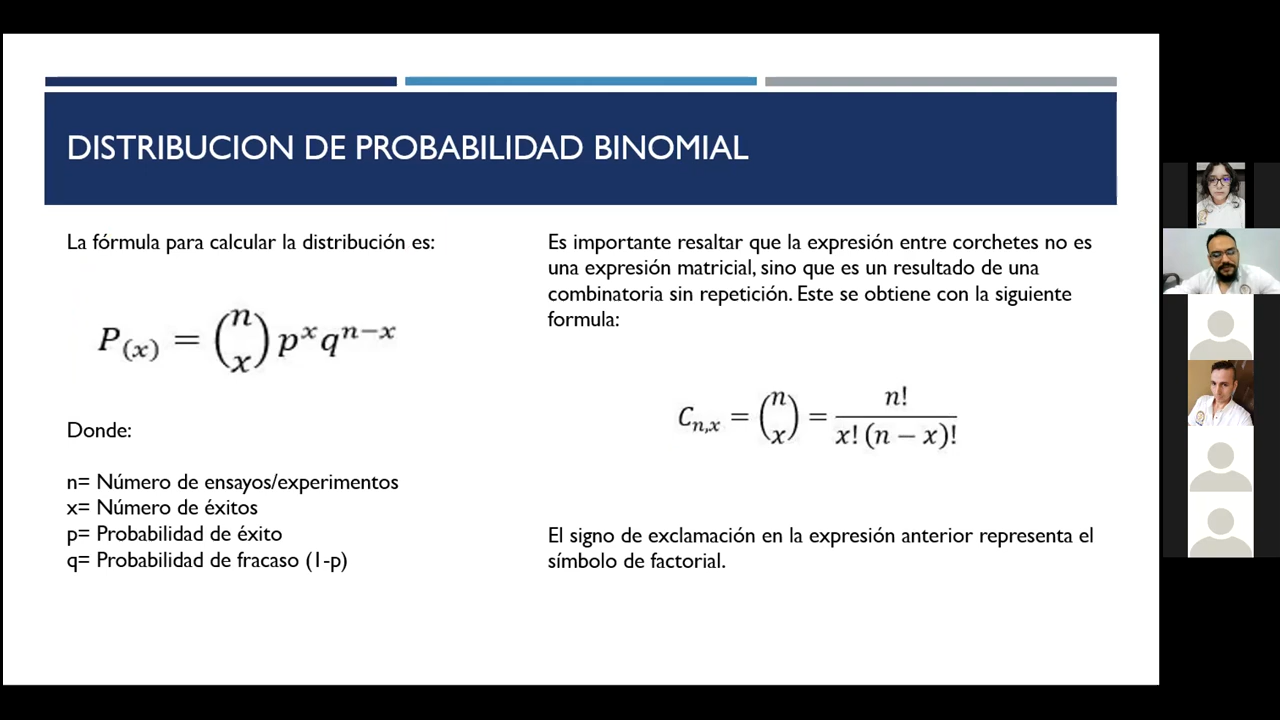 DISTRIBUCION DE PROBABILIDAD BINOMIAL
La fórmula para calcular la distribución es:
P(x) = (n x) p^x q^{n−x}
Donde:
n= Número de ensayos/experimentos
x= Número de éxitos
p= Probabilidad de éxito
q= Probabilidad de fracaso (1-p)
Es importante resaltar que la expresión entre corchetes no es
una expresión matricial, sino que es un resultado de una
combinatoria sin repetición. Este se obtiene con la siguiente
formula:
C_{n,x} = (n x) = n! / x! (n − x)!
El signo de exclamación en la expresión anterior representa el
símbolo de factorial.